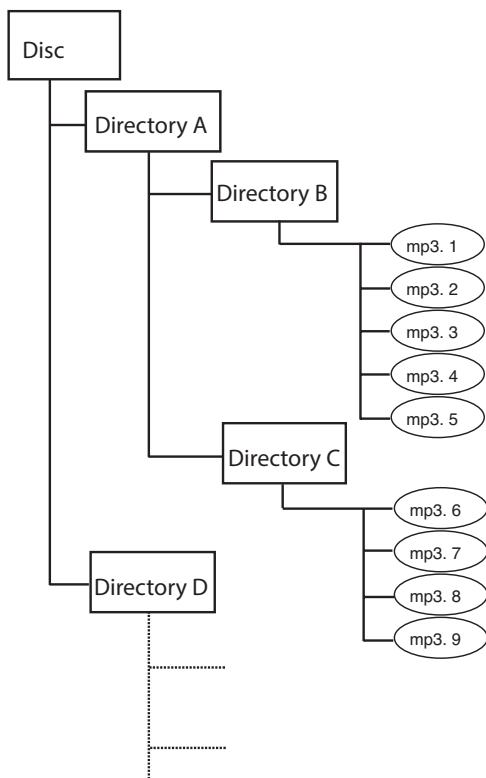 Disc
Directory A
Directory B
mp3. 1
mp3. 2
mp3. 3
mp3. 4
mp3. 5
Directory C
mp3. 6
mp3. 7
mp3. 8
mp3. 9
Directory D